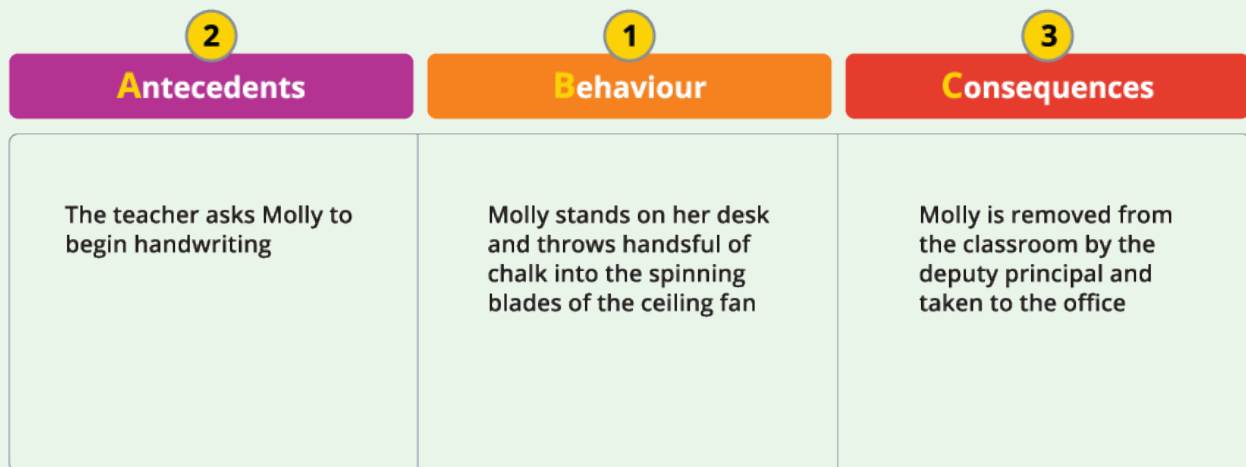 2
1
3
Antecedents
Behaviour
Consequences
The teacher asks Molly to
begin handwriting
Molly stands on her desk
and throws handsful of
chalk into the spinning
blades of the ceiling fan
Molly is removed from
the classroom by the
deputy principal and
taken to the office